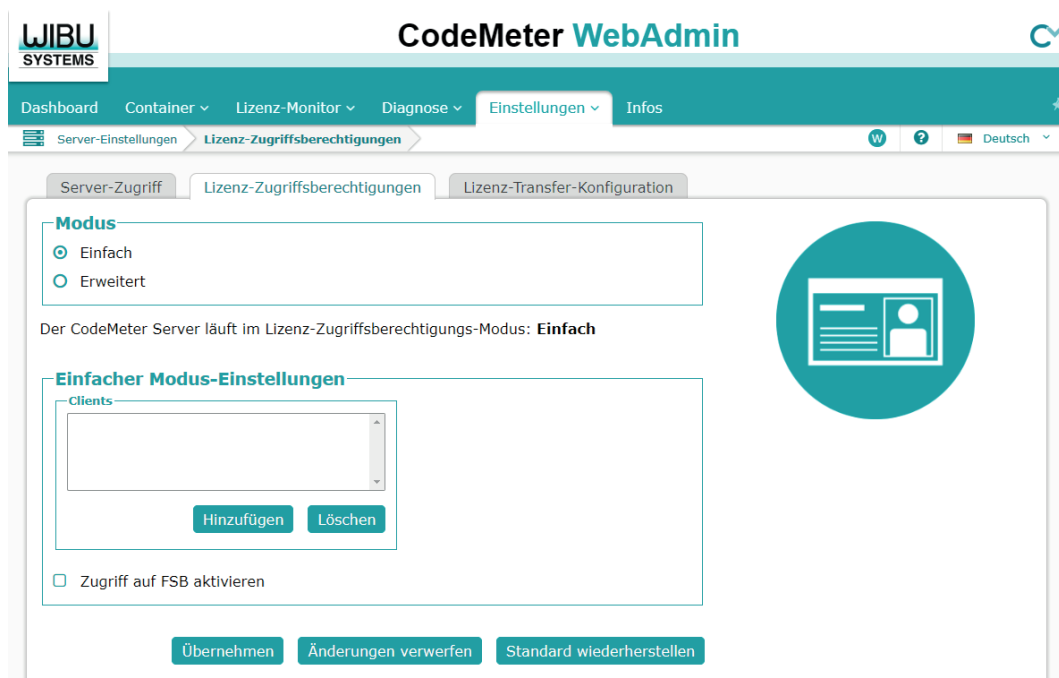 WIBU
SYSTEMS
CodeMeter WebAdmin
Dashboard Container Lizenz-Monitor Diagnose Einstellungen Infos
Server-Einstellungen Lizenz-Zugriffsberechtigungen W ? Deutsch
Server-Zugriff Lizenz-Zugriffsberechtigungen Lizenz-Transfer-Konfiguration
Modus
Einfach
Erweitert
Der CodeMeter Server läuft im Lizenz-Zugriffsberechtigungs-Modus: Einfach
Einfacher Modus-Einstellungen
Clients
Hinzufügen Löschen
Zugriff auf FSB aktivieren
Übernehmen Änderungen verwerfen Standard wiederherstellen